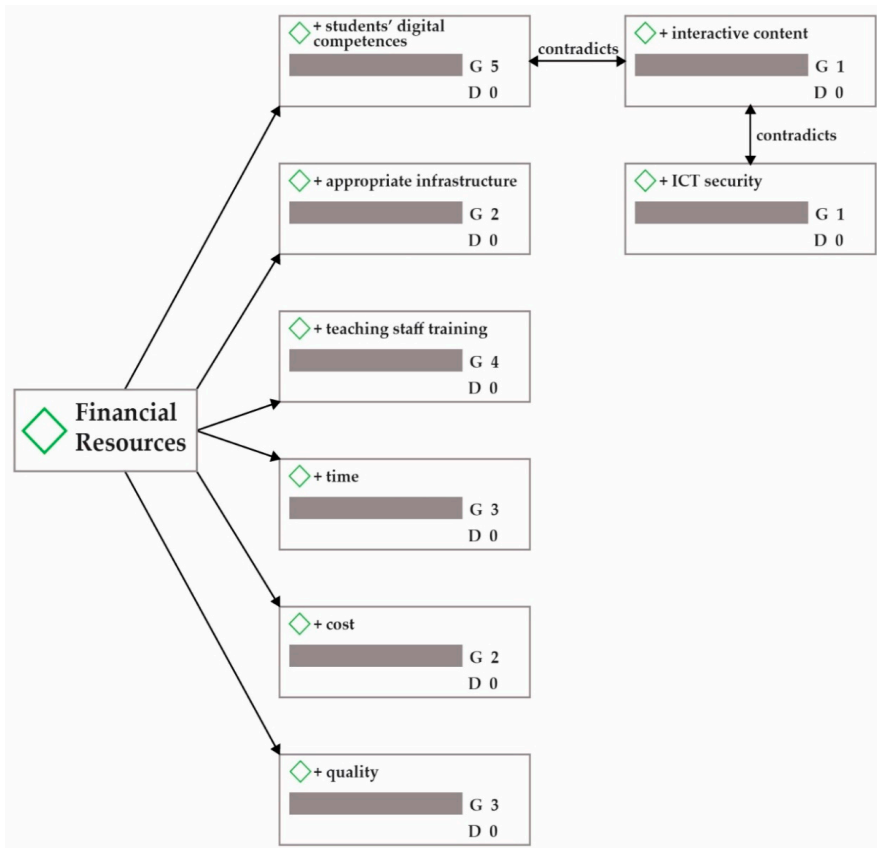 + students’ digital
competences
G 5
D 0
contradicts
+ interactive content
G 1
D 0
contradicts
+ appropriate infrastructure
G 2
D 0
+ ICT security
G 1
D 0
+ teaching staff training
G 4
D 0
Financial
Resources
+ time
G 3
D 0
+ cost
G 2
D 0
+ quality
G 3
D 0